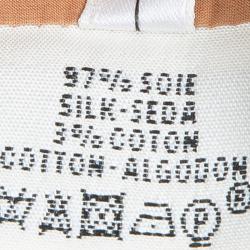 97% SOIE
SILK-SEDA
3% COTON
COTTON-ALGODON
P